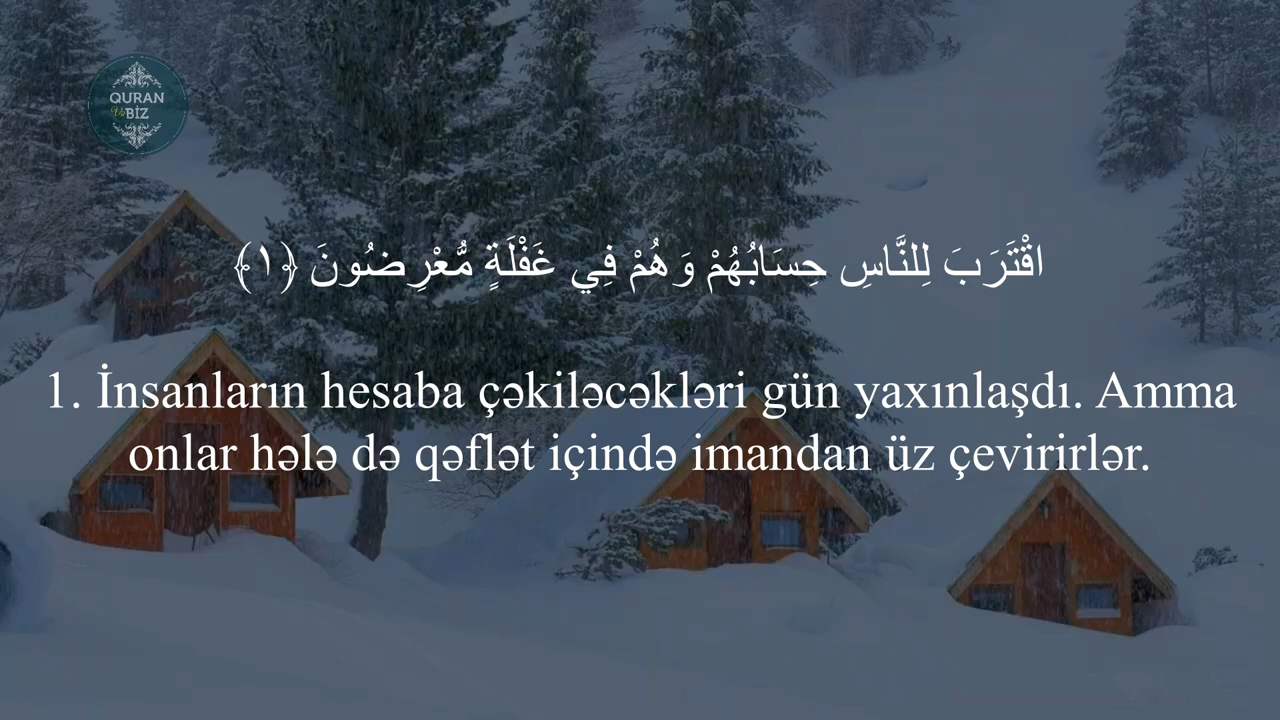 QURAN
Və BİZ
اقْتَرَبَ لِلنَّاسِ حِسَابُهُمْ وَهُمْ فِي غَفْلَةٍ مُّعْرِضُونَ ﴿١﴾
1. İnsanların hesaba çəkiləcəkləri gün yaxınlaşdı. Amma
onlar hələ də qəflət içində imandan üz çevirirlər.